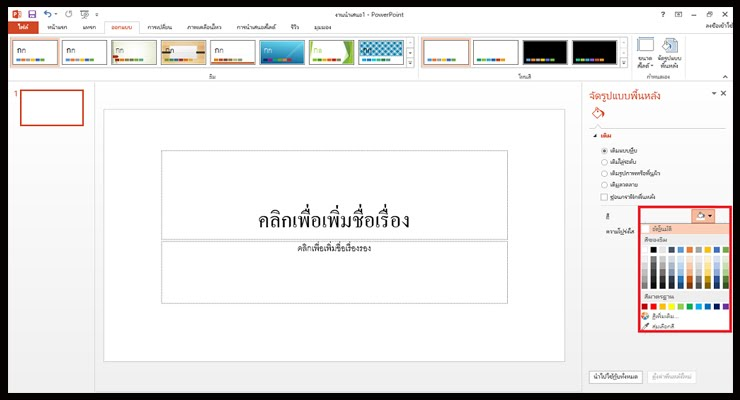 งานนำเสนอ1 - PowerPoint
ไฟล์ หน้าแรก แทรก ออกแบบ การเปลี่ยน ภาพเคลื่อนไหว การนำเสนอสไลด์ รีวิว มุมมอง
ลงชื่อเข้าใช้
กก กก กก กก กก กก กก กก
ขนาดสไลด์ จัดรูปแบบพื้นหลัง
ธีม ตัวแปร กำหนดเอง
1
จัดรูปแบบพื้นหลัง
เติม
เติมแบบทึบ
เติมไล่ระดับ
เติมรูปภาพหรือพื้นผิว
เติมลวดลาย
ซ่อนกราฟิกพื้นหลัง
สี
อัตโนมัติ
ความโปร่งใส
สีของธีม
สีมาตรฐาน
สีเพิ่มเติม...
หลอดดูดสี
คลิกเพื่อเพิ่มชื่อเรื่อง
คลิกเพื่อเพิ่มชื่อเรื่องรอง
นำไปใช้กับทั้งหมด